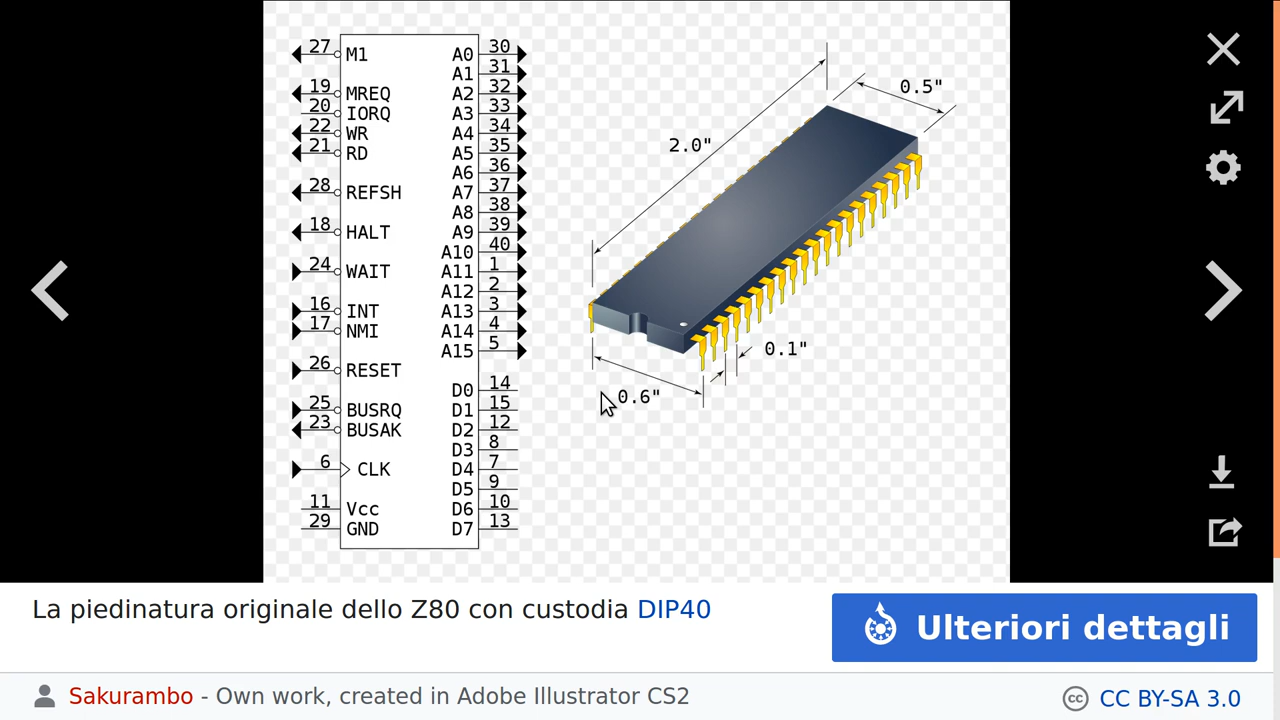 27 M1 A0 30
A1 31
19 MREQ A2 32
20 IORQ A3 33
22 WR A4 34
21 RD A5 35
A6 36
28 REFSH A7 37
A8 38
18 HALT A9 39
A10 40
24 WAIT A11 1
A12 2
16 INT A13 3
17 NMI A14 4
A15 5
26 RESET
D0 14
25 BUSRQ D1 15
23 BUSAK D2 12
D3 8
6 CLK D4 7
D5 9
11 Vcc D6 10
29 GND D7 13
0.5"
2.0"
0.1"
0.6"
La piedinatura originale dello Z80 con custodia DIP40
Ulteriori dettagli
Sakurambo - Own work, created in Adobe Illustrator CS2
cc CC BY-SA 3.0